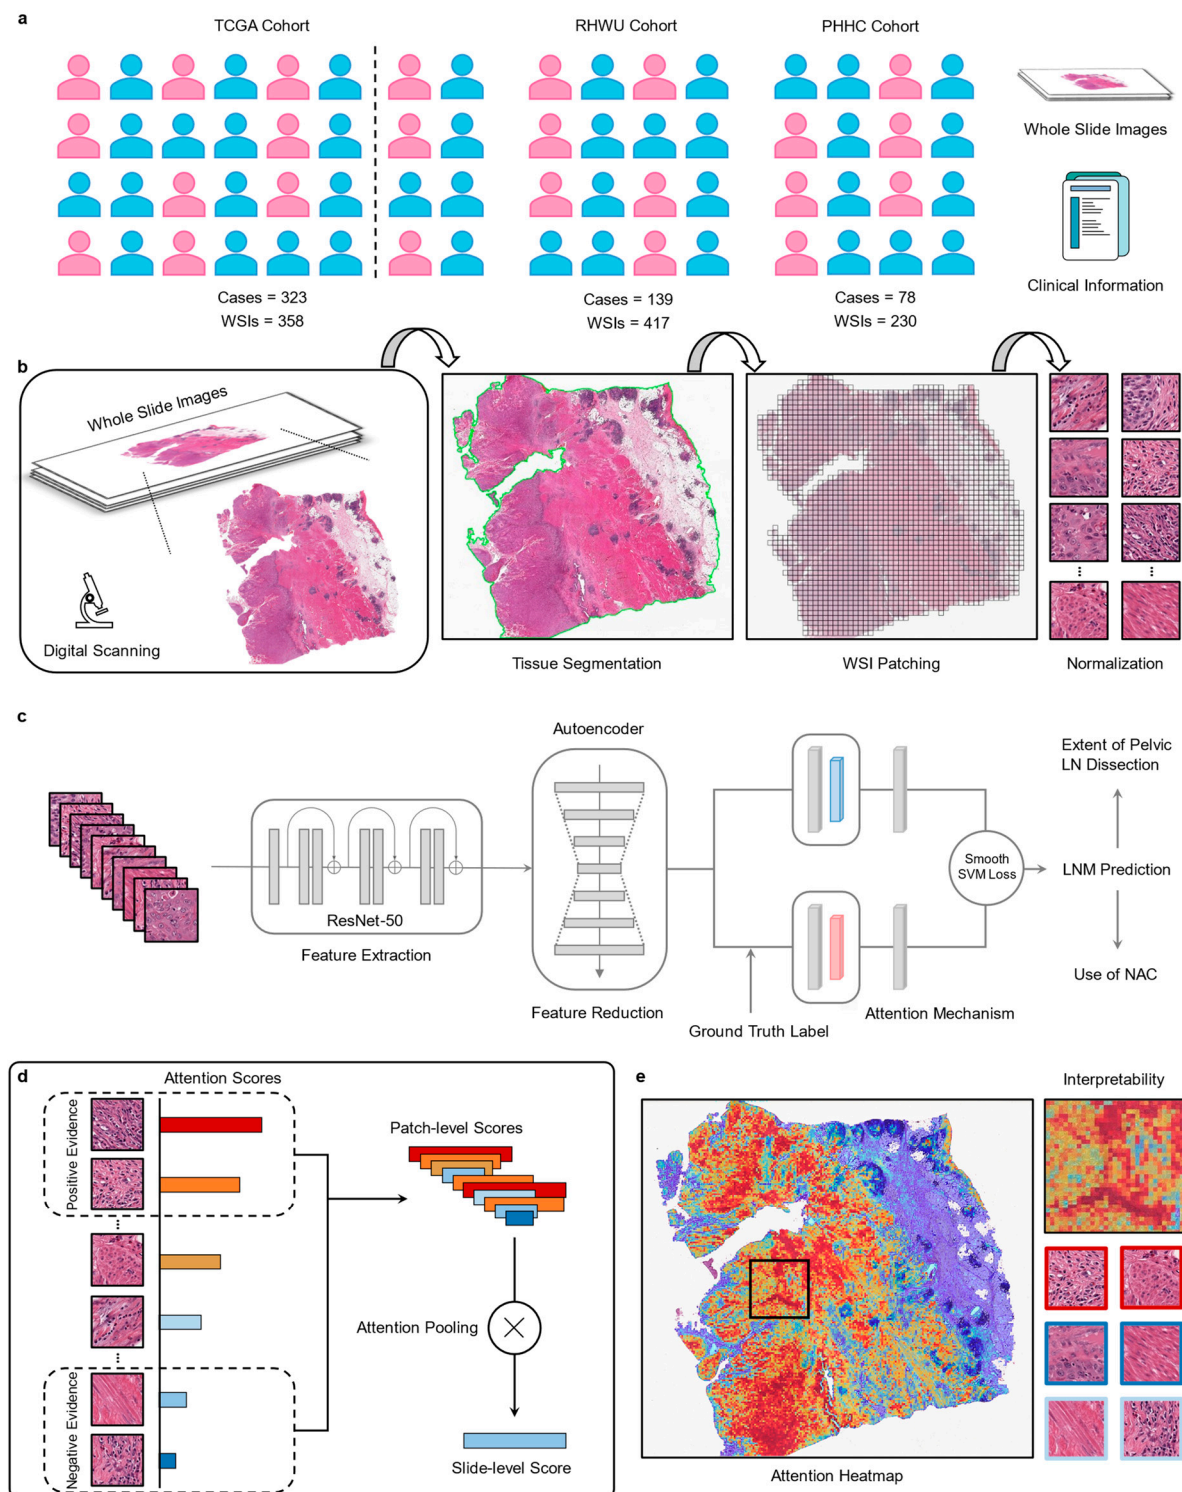 a
TCGA Cohort
RHWU Cohort
PHHC Cohort
Whole Slide Images
Clinical Information
Cases = 323
WSIs = 358
Cases = 139
WSIs = 417
Cases = 78
WSIs = 230
b
Whole Slide Images
Digital Scanning
Tissue Segmentation
WSI Patching
Normalization
c
ResNet-50
Feature Extraction
Autoencoder
Feature Reduction
Ground Truth Label
Attention Mechanism
Smooth
SVM Loss
Extent of Pelvic
LN Dissection
LNM Prediction
Use of NAC
d
Attention Scores
Positive Evidence
Negative Evidence
Patch-level Scores
Attention Pooling
Slide-level Score
e
Attention Heatmap
Interpretability